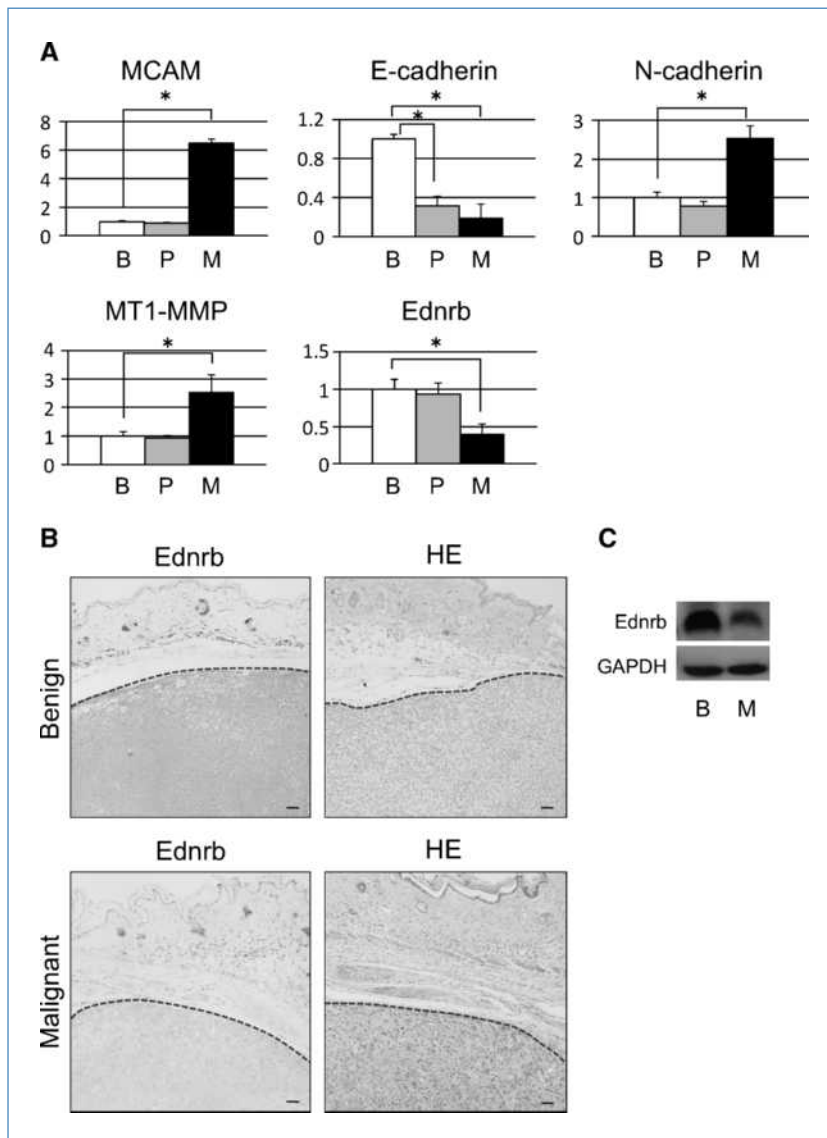 A
MCAM
*
8
6
4
2
0
B P M
E-cadherin
*
*
1.2
0.8
0.4
0
B P M
N-cadherin
*
3
2
1
0
B P M
MT1-MMP
*
4
3
2
1
0
B P M
Ednrb
*
1.5
1
0.5
0
B P M
B
Ednrb HE
Benign
Ednrb HE
Malignant
C
Ednrb
GAPDH
B M